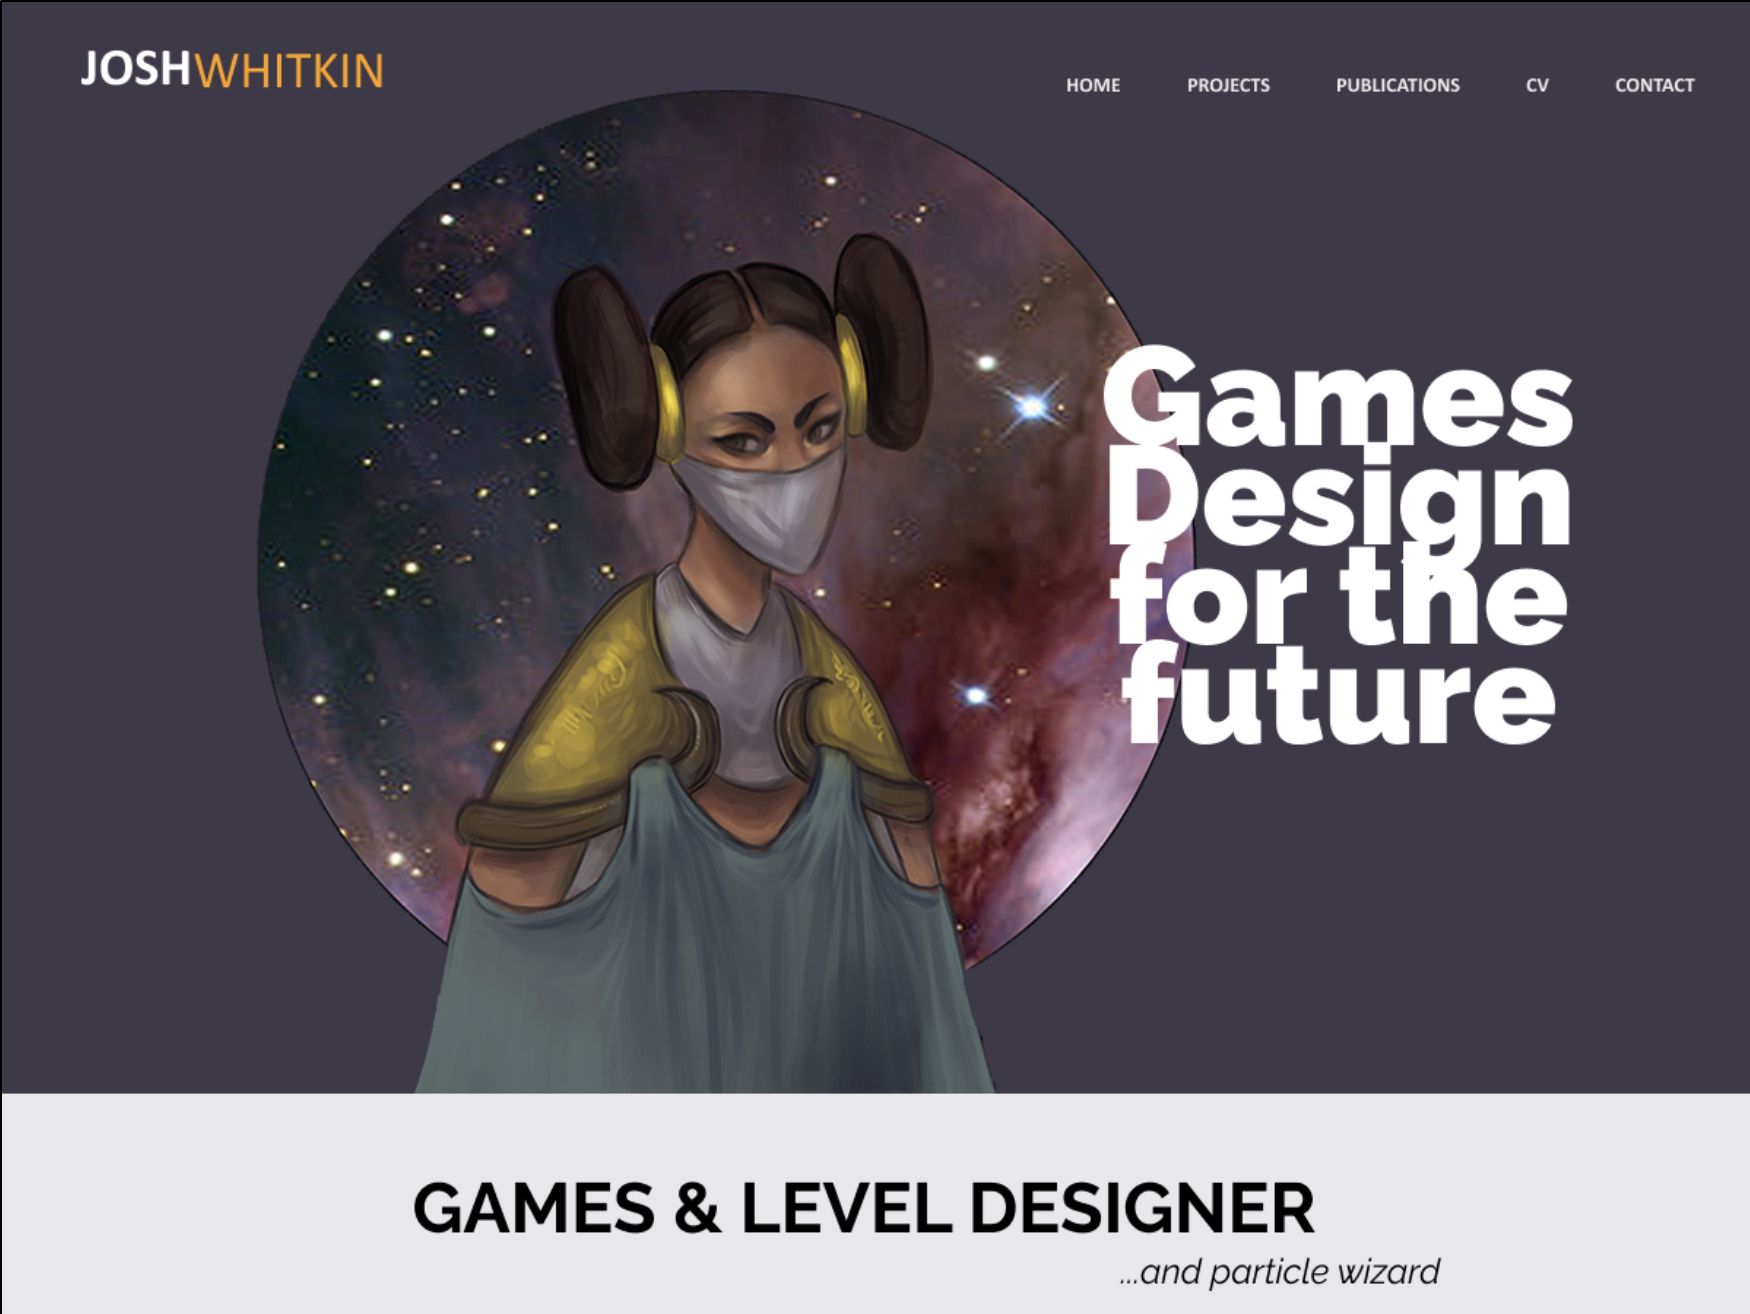 JOSHWHITKIN
HOME PROJECTS PUBLICATIONS CV CONTACT
Games
Design
for the
future
GAMES & LEVEL DESIGNER
...and particle wizard